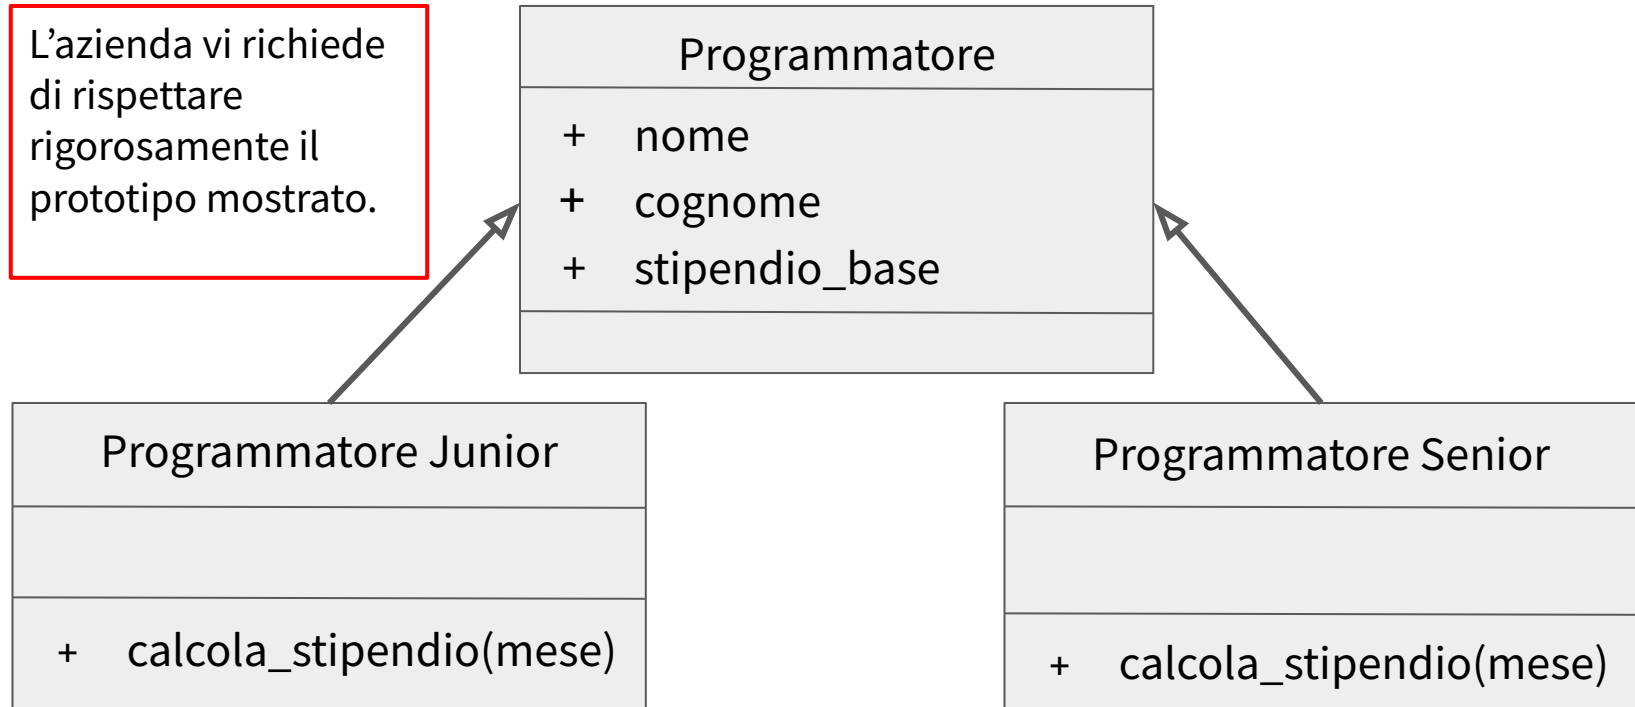 L’azienda vi richiede
di rispettare
rigorosamente il
prototipo mostrato.
Programmatore
+ nome
+ cognome
+ stipendio_base
Programmatore Junior
+ calcola_stipendio(mese)
Programmatore Senior
+ calcola_stipendio(mese)